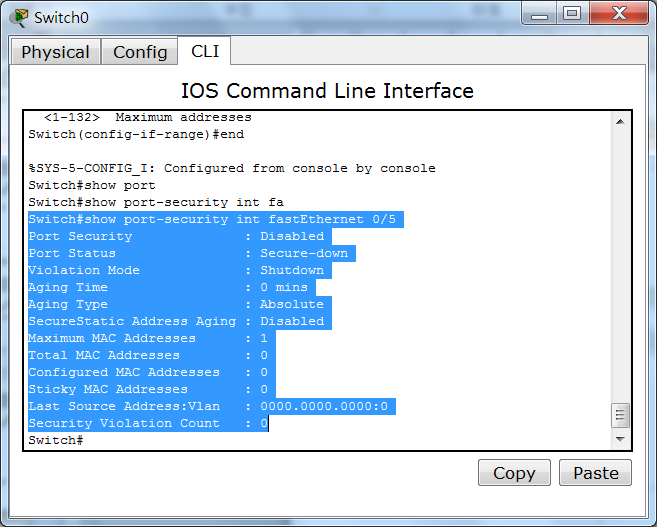 Switch0
Physical Config CLI
IOS Command Line Interface
<1-132>  Maximum addresses
Switch(config-if-range)#end
%SYS-5-CONFIG_I: Configured from console by console
Switch#show port
Switch#show port-security int fa
Switch#show port-security int fastEthernet 0/5
Port Security              : Disabled
Port Status                : Secure-down
Violation Mode             : Shutdown
Aging Time                 : 0 mins
Aging Type                 : Absolute
SecureStatic Address Aging : Disabled
Maximum MAC Addresses      : 1
Total MAC Addresses        : 0
Configured MAC Addresses   : 0
Sticky MAC Addresses       : 0
Last Source Address:Vlan   : 0000.0000.0000:0
Security Violation Count   : 0
Switch#
Copy Paste